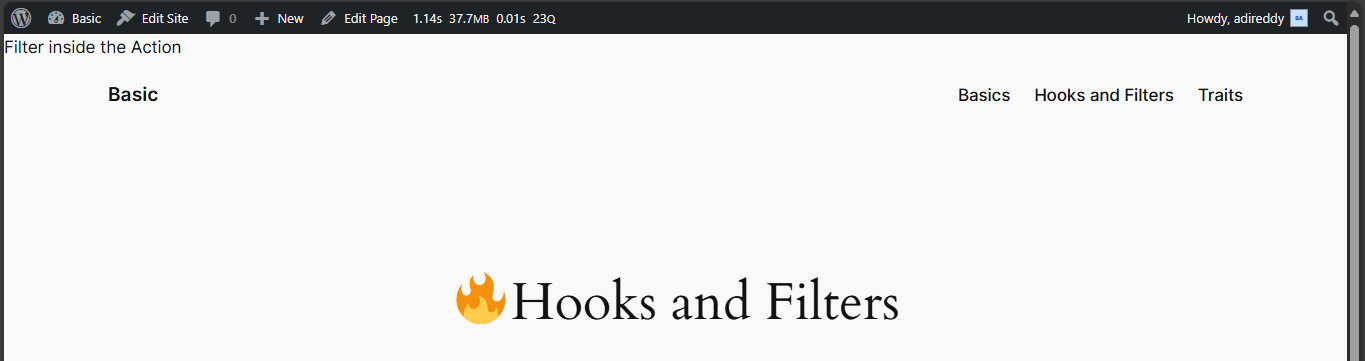 Basic Edit Site 0 New Edit Page 1.14s 37.7MB 0.01s 23Q Howdy, adireddy SA
Filter inside the Action
Basic Basics Hooks and Filters Traits
🔥Hooks and Filters